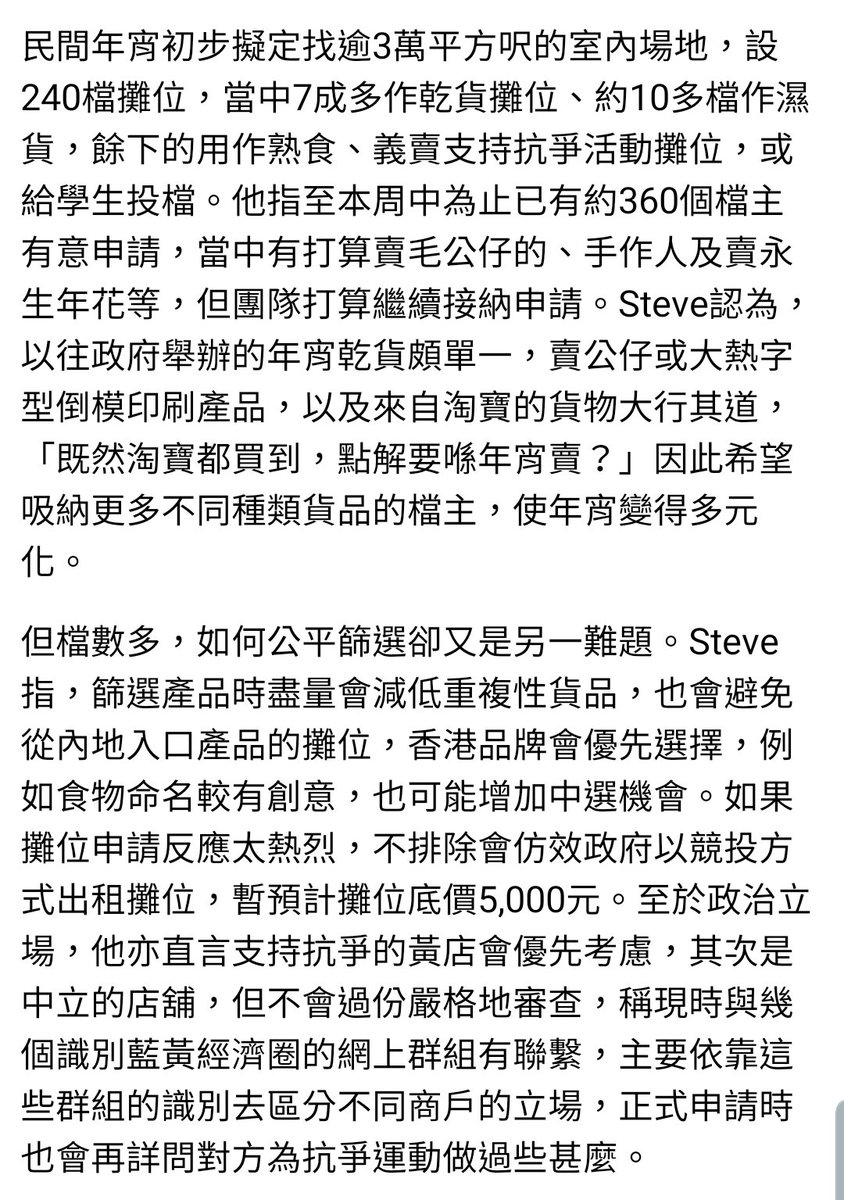 民間年宵初步擬定找逾3萬平方呎的室內場地，設
240檔攤位，當中7成多作乾貨攤位、約10多檔作濕
貨，餘下的用作熟食、義賣支持抗爭活動攤位，或
給學生投檔。他指至本周中為止已有約360個檔主
有意申請，當中有打算賣毛公仔的、手作人及賣永
生年花等，但團隊打算繼續接納申請。Steve認為，
以往政府舉辦的年宵乾貨頗單一，賣公仔或大熱字
型倒模印刷產品，以及來自淘寶的貨物大行其道，
「既然淘寶都買到，點解要喺年宵賣？」因此希望
吸納更多不同種類貨品的檔主，使年宵變得多元
化。
但檔數多，如何公平篩選卻又是另一難題。Steve
指，篩選產品時盡量會減低重複性貨品，也會避免
從內地入口產品的攤位，香港品牌會優先選擇，例
如食物命名較有創意，也可能增加中選機會。如果
攤位申請反應太熱烈，不排除會仿效政府以競投方
式出租攤位，暫預計攤位底價5,000元。至於政治立
場，他亦直言支持抗爭的黃店會優先考慮，其次是
中立的店舖，但不會過份嚴格地審查，稱現時與幾
個識別藍黃經濟圈的網上群組有聯繫，主要依靠這
些群組的識別去區分不同商戶的立場，正式申請時
也會再詳問對方為抗爭運動做過些甚麼。